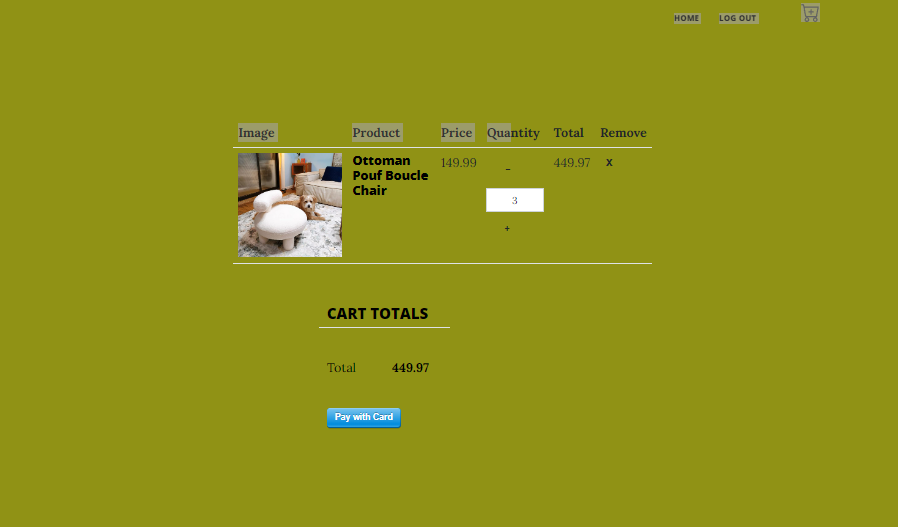 HOME LOG OUT
Image Product Price Quantity Total Remove
Ottoman Pouf Boucle Chair 149.99 - 3 + 449.97 X
CART TOTALS
Total 449.97
Pay with Card